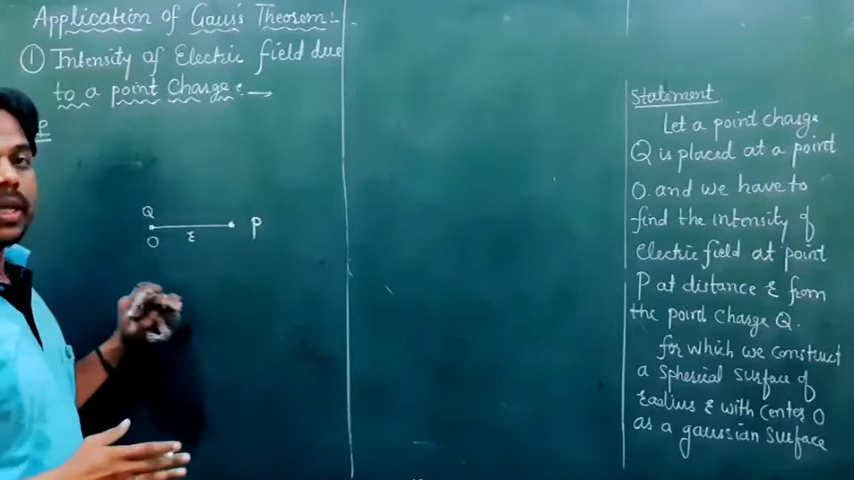 Application of Gauss Theorem:-
① Intensity of Electric field due
to a point Charge: →
Q
O r P
Statement
Let a point charge
Q is placed at a point
O. and we have to
find the intensity of
electric field at point
P at distance r from
the point Charge Q.
for which we construct
a spherical surface of
radius r with Center O
as a gaussian surface